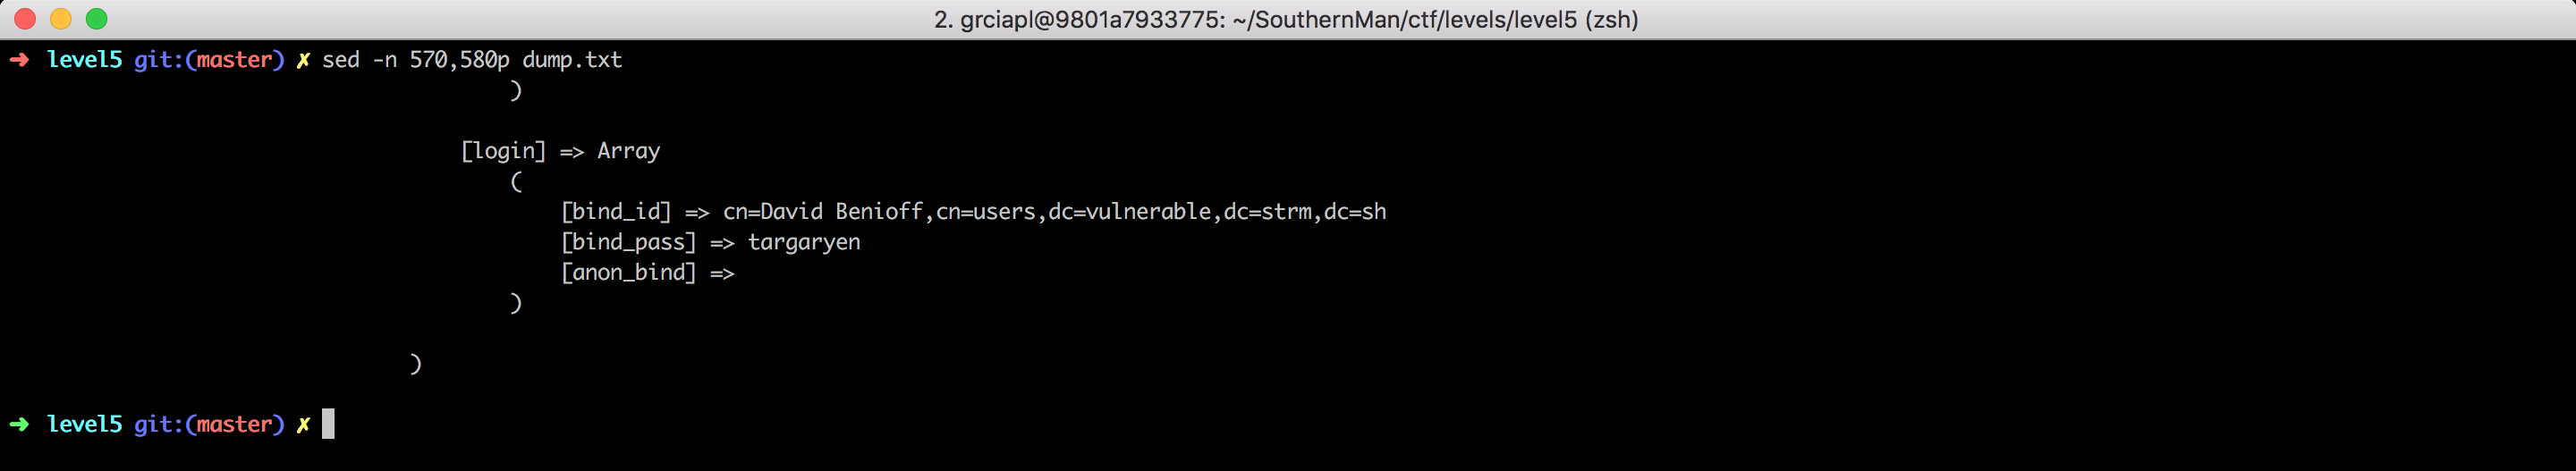 2. grciapl@9801a7933775: ~/SouthernMan/ctf/levels/level5 (zsh)
➜ level5 git:(master) ✗ sed -n 570,580p dump.txt
)
[login] => Array
(
[bind_id] => cn=David Benioff,cn=users,dc=vulnerable,dc=strm,dc=sh
[bind_pass] => targaryen
[anon_bind] =>
)
)
➜ level5 git:(master) ✗